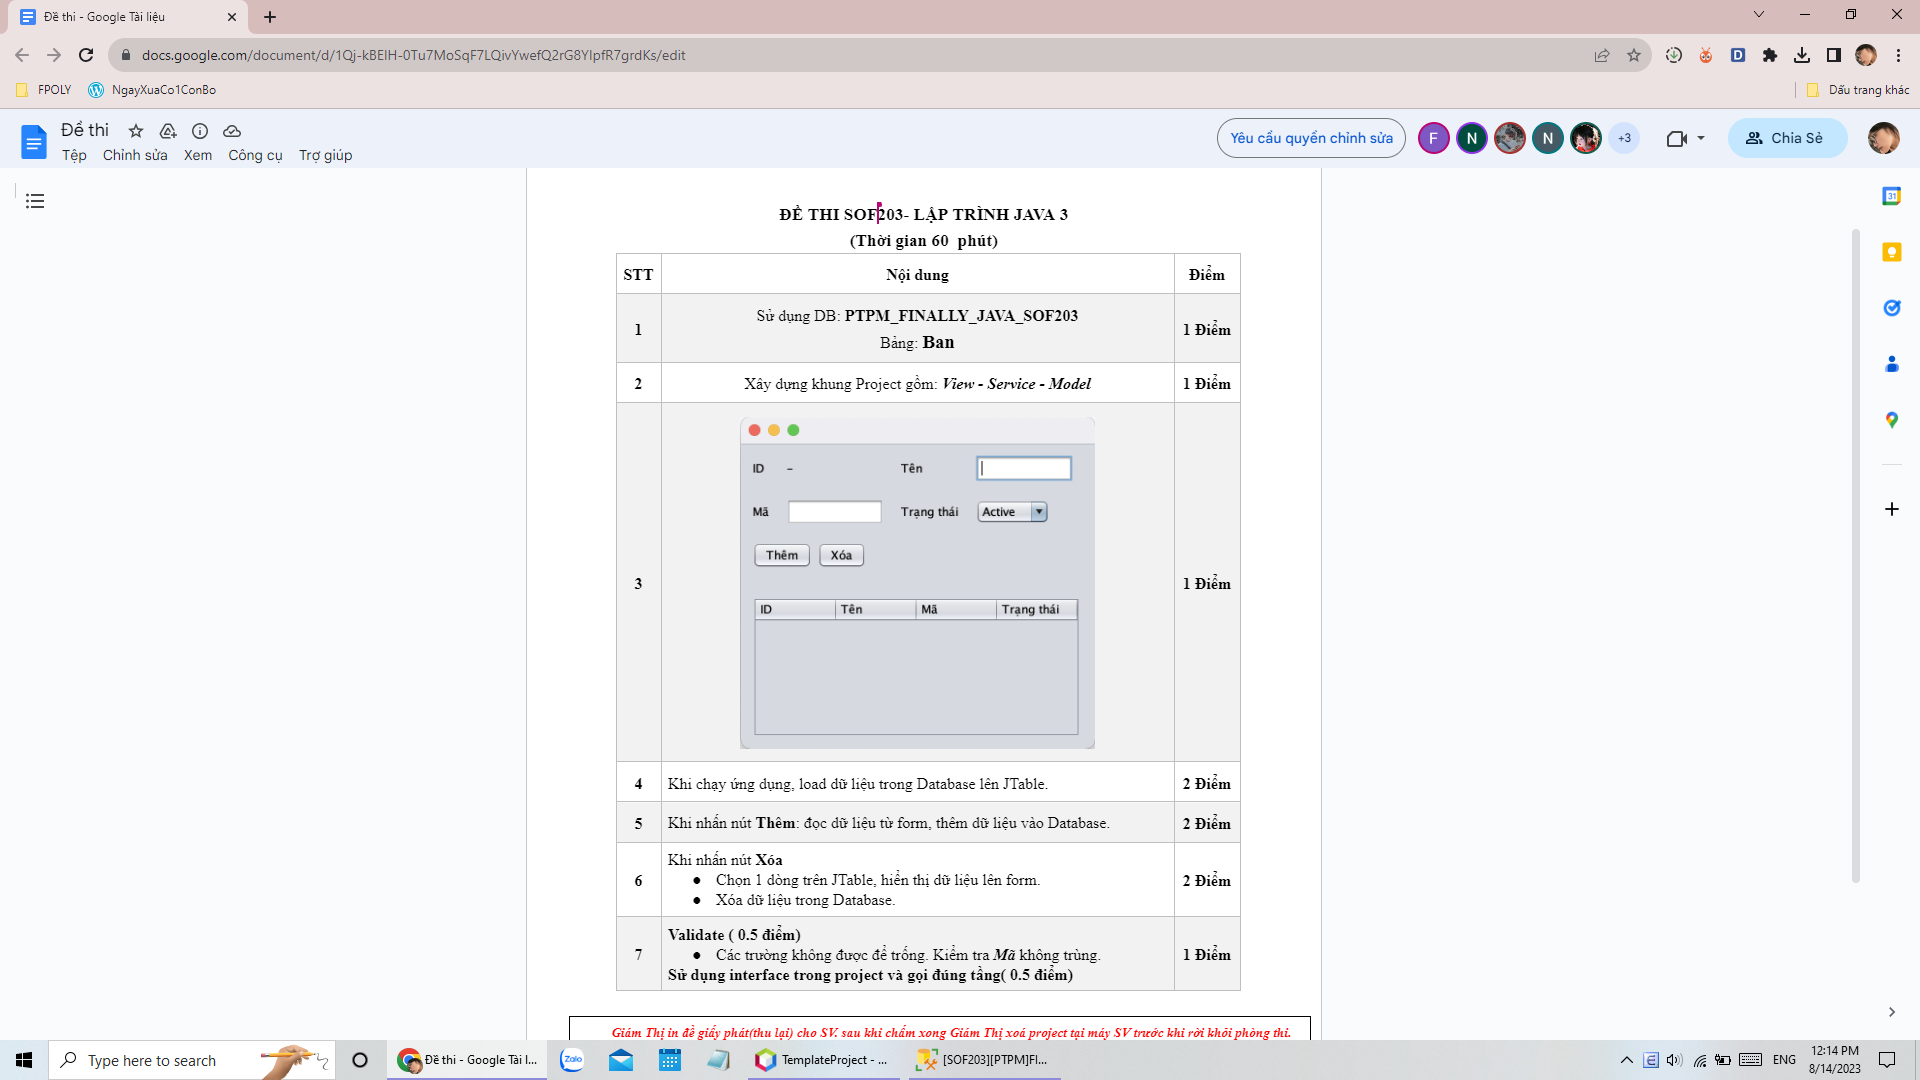 Đề thi - Google Tài liệu
docs.google.com/document/d/1Qj-kBElH-0Tu7MoSqF7LQivYwefQ2rG8YIpfR7grdKs/edit
FPOLY
NgayXuaCo1ConBo
Dấu trang khác
Đề thi
Tệp Chỉnh sửa Xem Công cụ Trợ giúp
Yêu cầu quyền chỉnh sửa
F
N
N
+3
Chia Sẻ
31
ĐỀ THI SOF203- LẬP TRÌNH JAVA 3
(Thời gian 60 phút)
STT Nội dung Điểm
1 Sử dụng DB: PTPM_FINALLY_JAVA_SOF203 1 Điểm
Bảng: Ban
2 Xây dựng khung Project gồm: View - Service - Model 1 Điểm
3 1 Điểm
ID – Tên
Mã Trạng thái Active
Thêm Xóa
ID Tên Mã Trạng thái
4 Khi chạy ứng dụng, load dữ liệu trong Database lên JTable. 2 Điểm
5 Khi nhấn nút Thêm: đọc dữ liệu từ form, thêm dữ liệu vào Database. 2 Điểm
6 Khi nhấn nút Xóa 2 Điểm
● Chọn 1 dòng trên JTable, hiển thị dữ liệu lên form.
● Xóa dữ liệu trong Database.
7 Validate ( 0.5 điểm) 1 Điểm
● Các trường không được để trống. Kiểm tra Mã không trùng.
Sử dụng interface trong project và gọi đúng tầng( 0.5 điểm)
Giám Thị in đề giấy phát(thu lại) cho SV. sau khi chấm xong Giám Thị xoá project tại máy SV trước khi rời khỏi phòng thi.
Type here to search
Đề thi - Google Tài l...
Zalo
TemplateProject - ...
[SOF203][PTPM]FI...
ENG
12:14 PM
8/14/2023